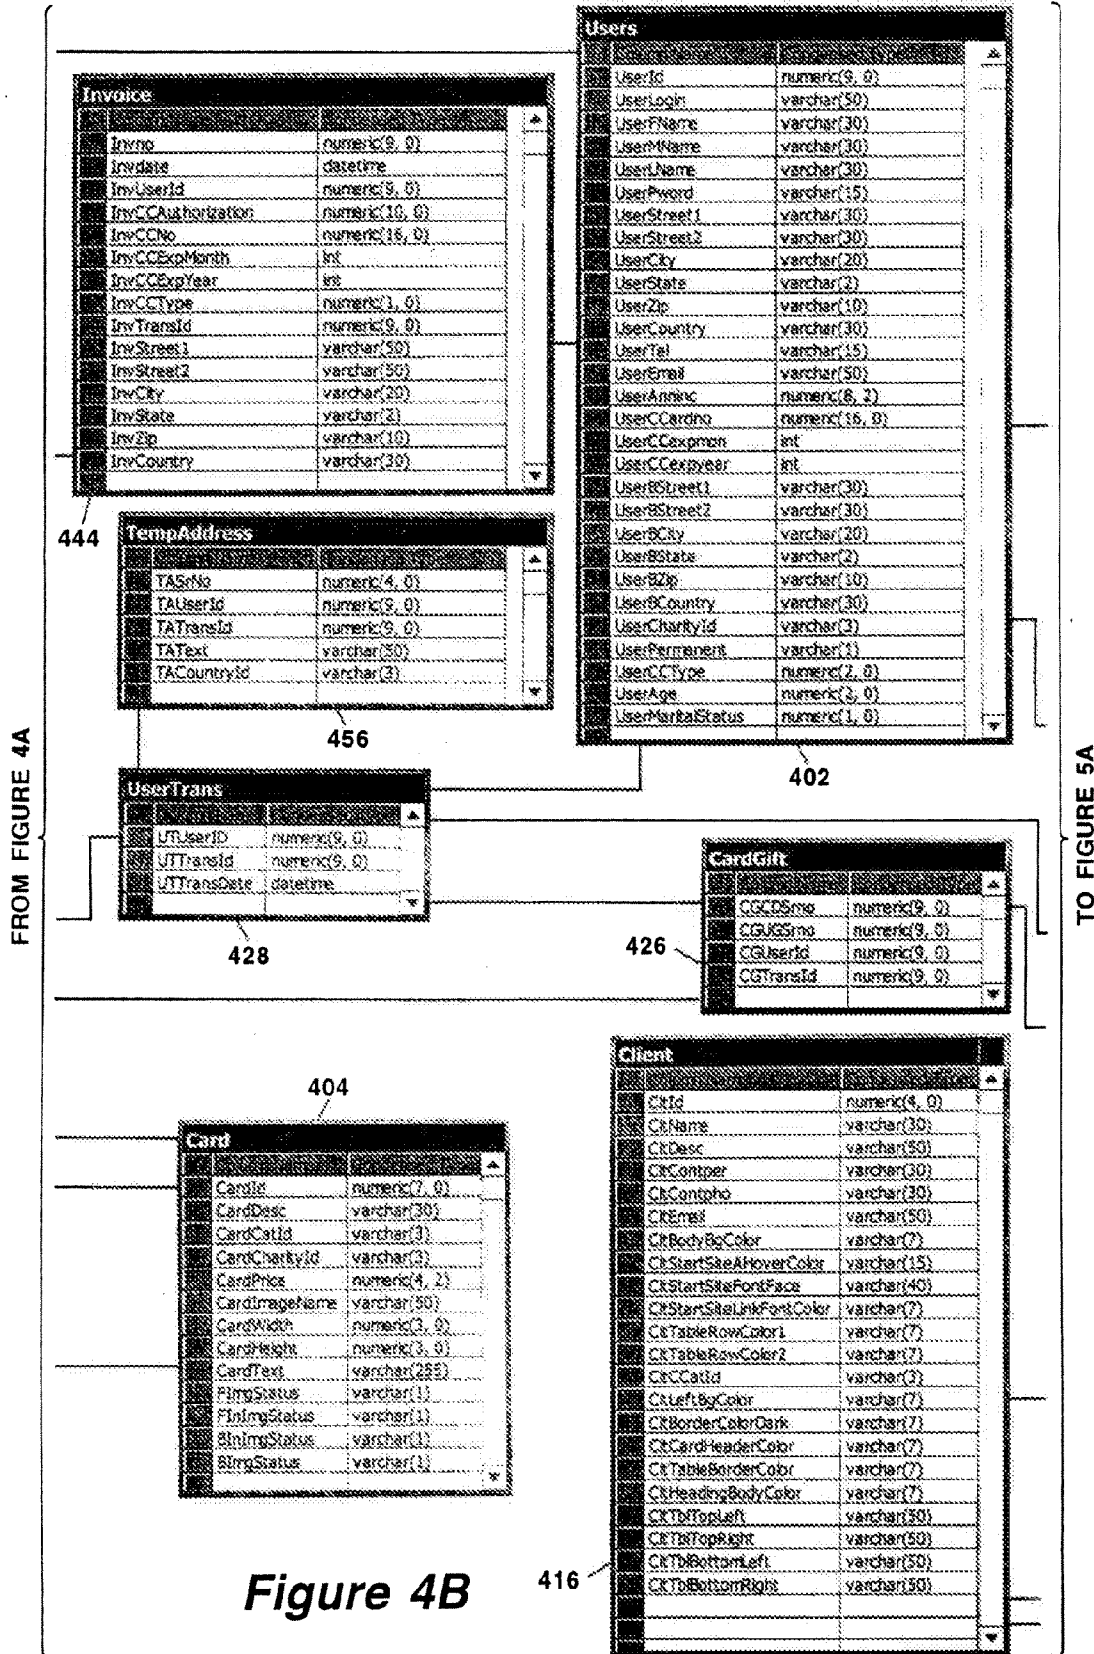 Users
UserId numeric(9, 0)
UserLogin varchar(50)
UserFName varchar(30)
UserMName varchar(30)
UserLName varchar(30)
UserPword varchar(15)
UserStreet1 varchar(30)
UserStreet2 varchar(30)
UserCity varchar(20)
UserState varchar(2)
UserZip varchar(10)
UserCountry varchar(30)
UserTel varchar(15)
UserEmail varchar(50)
UserAnninc numeric(8, 2)
UserCCardno numeric(16, 0)
UserCCexpmon int
UserCCexpyear int
UserBStreet1 varchar(30)
UserBStreet2 varchar(30)
UserBCity varchar(20)
UserBState varchar(2)
UserBZip varchar(10)
UserBCountry varchar(30)
UserCharityId varchar(3)
UserPermanent varchar(1)
UserCCType numeric(2, 0)
UserAge numeric(2, 0)
UserMaritalStatus numeric(1, 0)
402
Invoice
Invno numeric(9, 0)
Invdate datetime
InvUserId numeric(9, 0)
InvCCAuthorization numeric(10, 0)
InvCCNo numeric(16, 0)
InvCCExpMonth int
InvCCExpYear int
InvCCType numeric(1, 0)
InvTransId numeric(9, 0)
InvStreet1 varchar(50)
InvStreet2 varchar(50)
InvCity varchar(20)
InvState varchar(2)
InvZip varchar(10)
InvCountry varchar(30)
444
TempAddress
TASrNo numeric(4, 0)
TAUserId numeric(9, 0)
TATransId numeric(9, 0)
TAText varchar(50)
TACountryId varchar(3)
456
UserTrans
UTUserID numeric(9, 0)
UTTransId numeric(9, 0)
UTTransDate datetime
428
CardGift
CGCDSrno numeric(9, 0)
CGUGSrno numeric(9, 0)
CGUserId numeric(9, 0)
CGTransId numeric(9, 0)
426
404
Card
CardId numeric(7, 0)
CardDesc varchar(30)
CardCatId varchar(3)
CardCharityId varchar(3)
CardPrice numeric(4, 2)
CardImageName varchar(50)
CardWidth numeric(3, 0)
CardHeight numeric(3, 0)
CardText varchar(255)
FImgStatus varchar(1)
FInImgStatus varchar(1)
BInImgStatus varchar(1)
BImgStatus varchar(1)
Client
CltId numeric(4, 0)
CltName varchar(30)
CltDesc varchar(50)
CltContper varchar(30)
CltContpho varchar(30)
CltEmail varchar(50)
CltBodyBgColor varchar(7)
CltStartSiteAHoverColor varchar(15)
CltStartSiteFontFace varchar(40)
CltStartSiteLinkFontColor varchar(7)
CltTableRowColor1 varchar(7)
CltTableRowColor2 varchar(7)
CltCCatId varchar(3)
CltLeftBgColor varchar(7)
CltBorderColorDark varchar(7)
CltCardHeaderColor varchar(7)
CltTableBorderColor varchar(7)
CltHeadingBodyColor varchar(7)
CltTblTopLeft varchar(50)
CltTblTopRight varchar(50)
CltTblBottomLeft varchar(50)
CltTblBottomRight varchar(50)
416
FROM FIGURE 4A
TO FIGURE 5A
Figure 4B